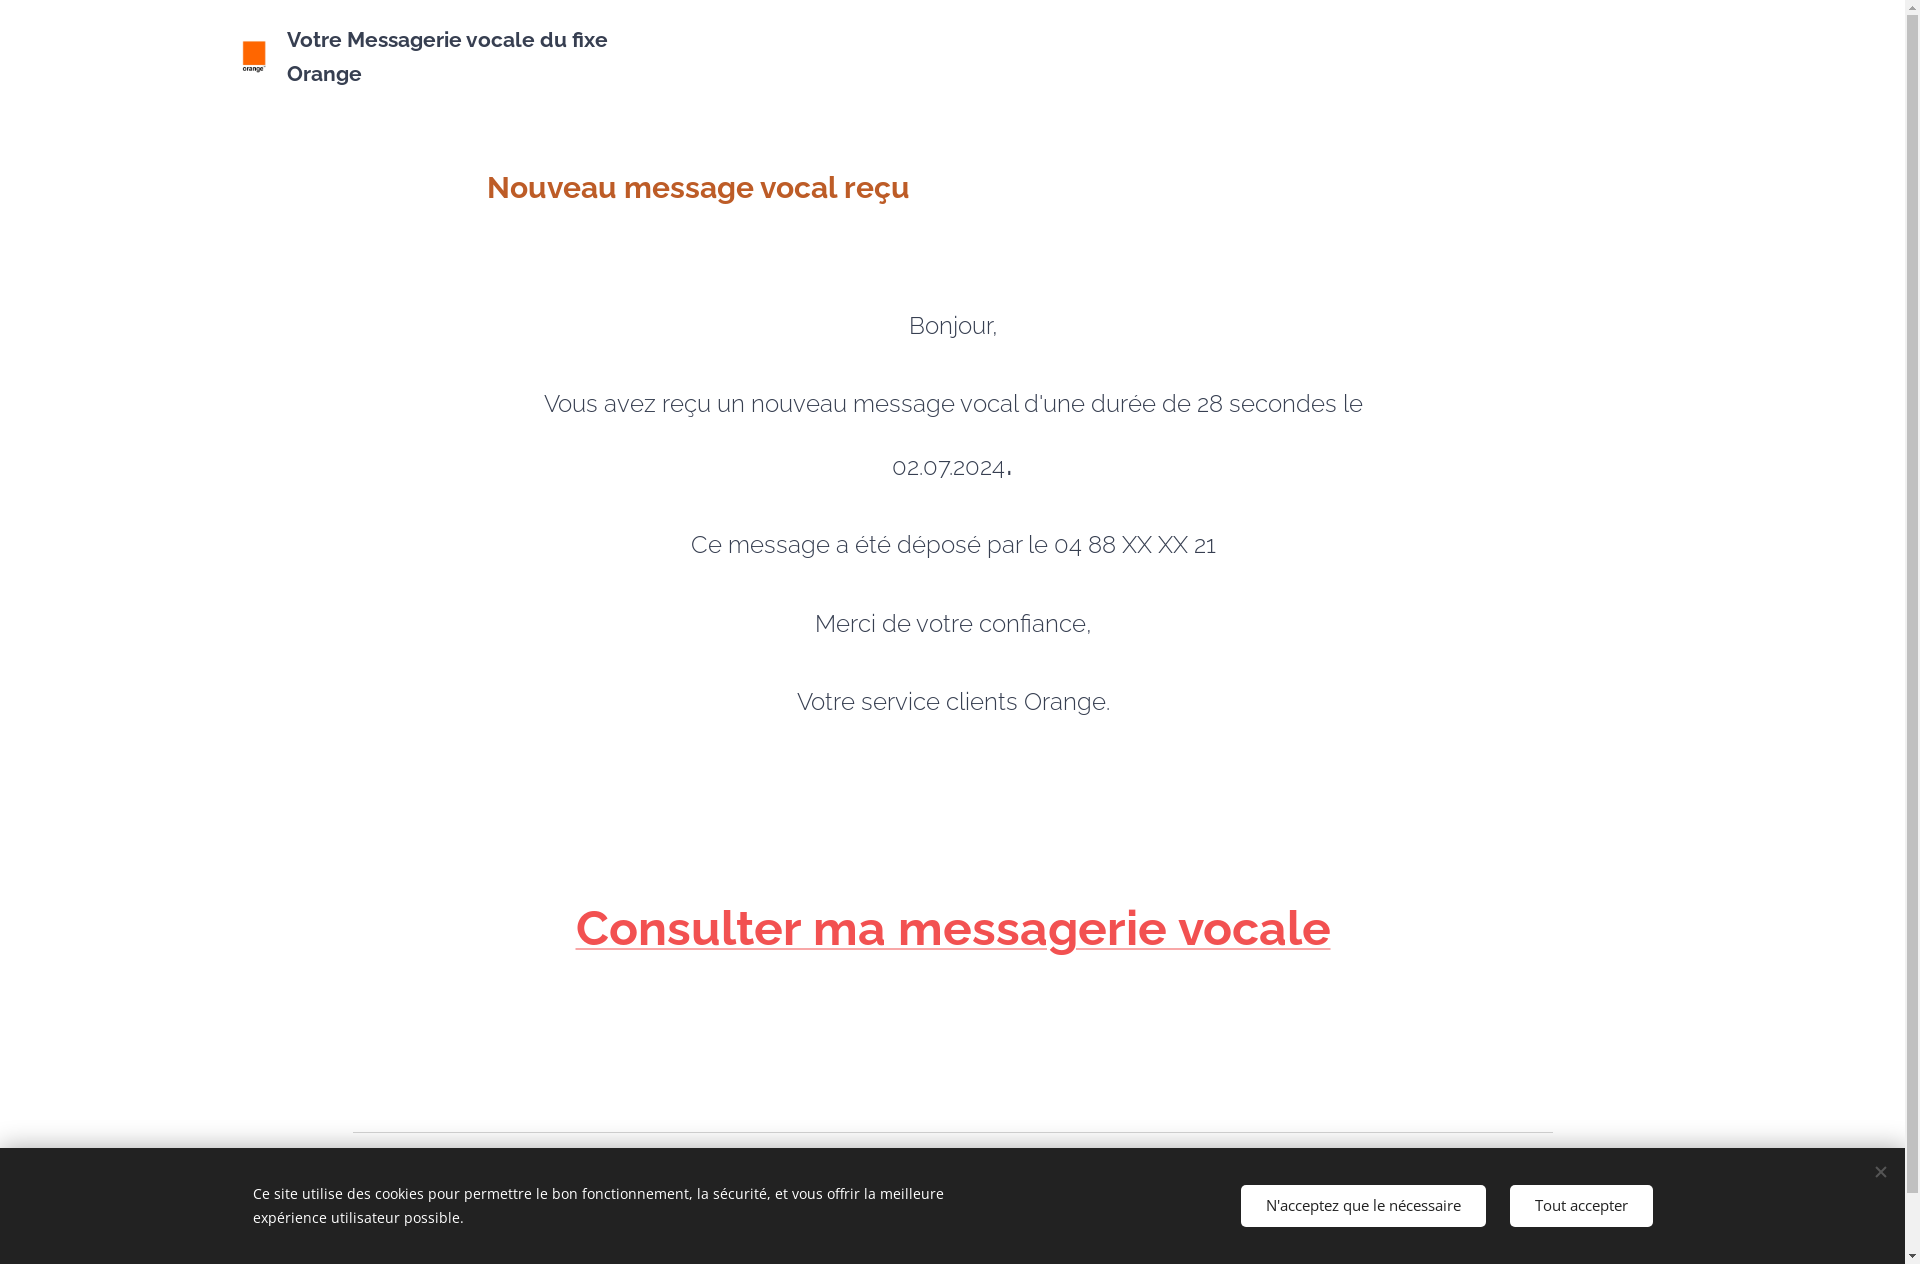 Votre Messagerie vocale du fixe
Orange
orange
Nouveau message vocal reçu
Bonjour,
Vous avez reçu un nouveau message vocal d'une durée de 28 secondes le
02.07.2024.
Ce message a été déposé par le 04 88 XX XX 21
Merci de votre confiance,
Votre service clients Orange.
Consulter ma messagerie vocale
Ce site utilise des cookies pour permettre le bon fonctionnement, la sécurité, et vous offrir la meilleure
expérience utilisateur possible.
N'acceptez que le nécessaire
Tout accepter